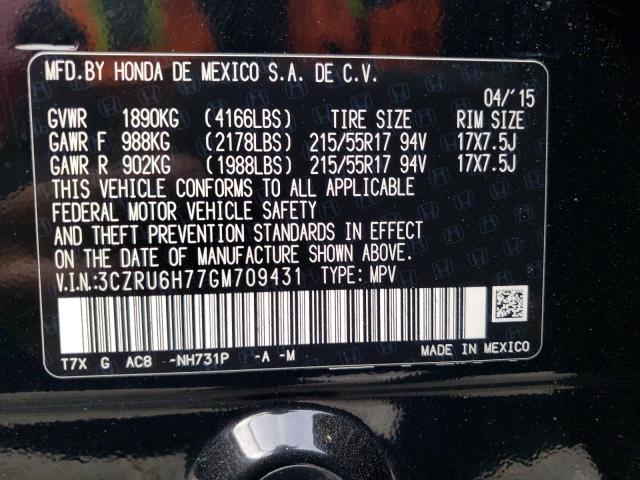 MFD.BY HONDA DE MEXICO S.A. DE C.V.
04/'15
GVWR 1890KG (4166LBS) TIRE SIZE RIM SIZE
GAWR F 988KG (2178LBS) 215/55R17 94V 17X7.5J
GAWR R 902KG (1988LBS) 215/55R17 94V 17X7.5J
THIS VEHICLE CONFORMS TO ALL APPLICABLE
FEDERAL MOTOR VEHICLE SAFETY
AND THEFT PREVENTION STANDARDS IN EFFECT
ON THE DATE OF MANUFACTURE SHOWN ABOVE.
V.I.N.:3CZRU6H77GM709431 TYPE: MPV
T7X G AC8 -NH731P -A -M MADE IN MEXICO